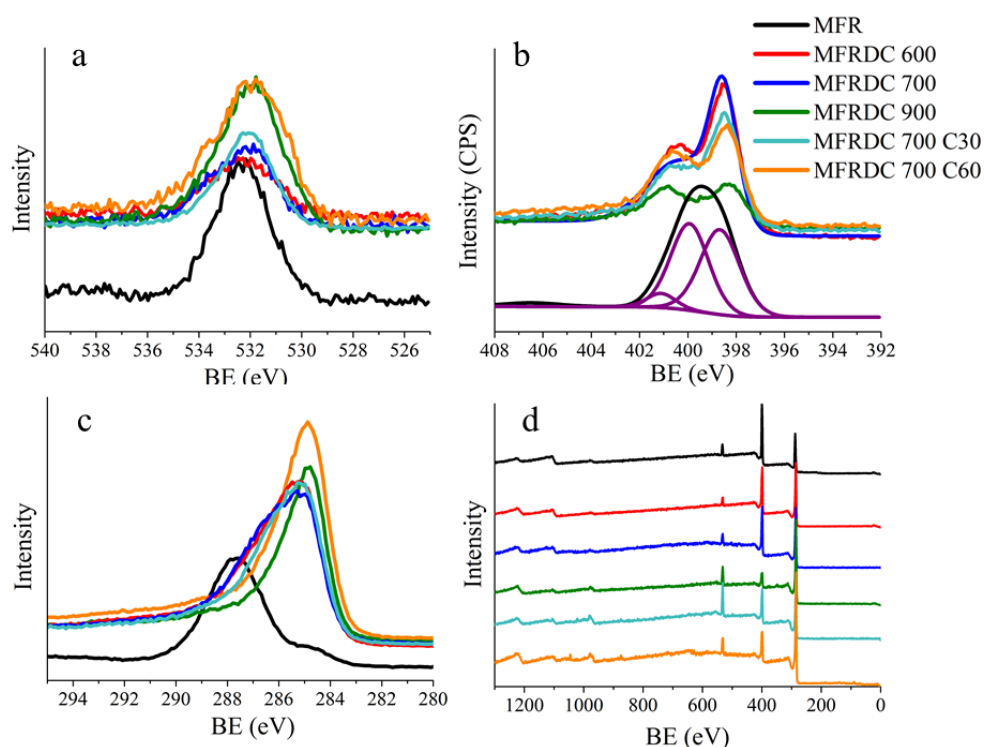 a
Intensity
540 538 536 534 532 530 528 526
BE (eV)
b
Intensity (CPS)
408 406 404 402 400 398 396 394 392
BE (eV)
MFR
MFRDC 600
MFRDC 700
MFRDC 900
MFRDC 700 C30
MFRDC 700 C60
c
Intensity
294 292 290 288 286 284 282 280
BE (eV)
d
Intensity
1200 1000 800 600 400 200 0
BE (eV)